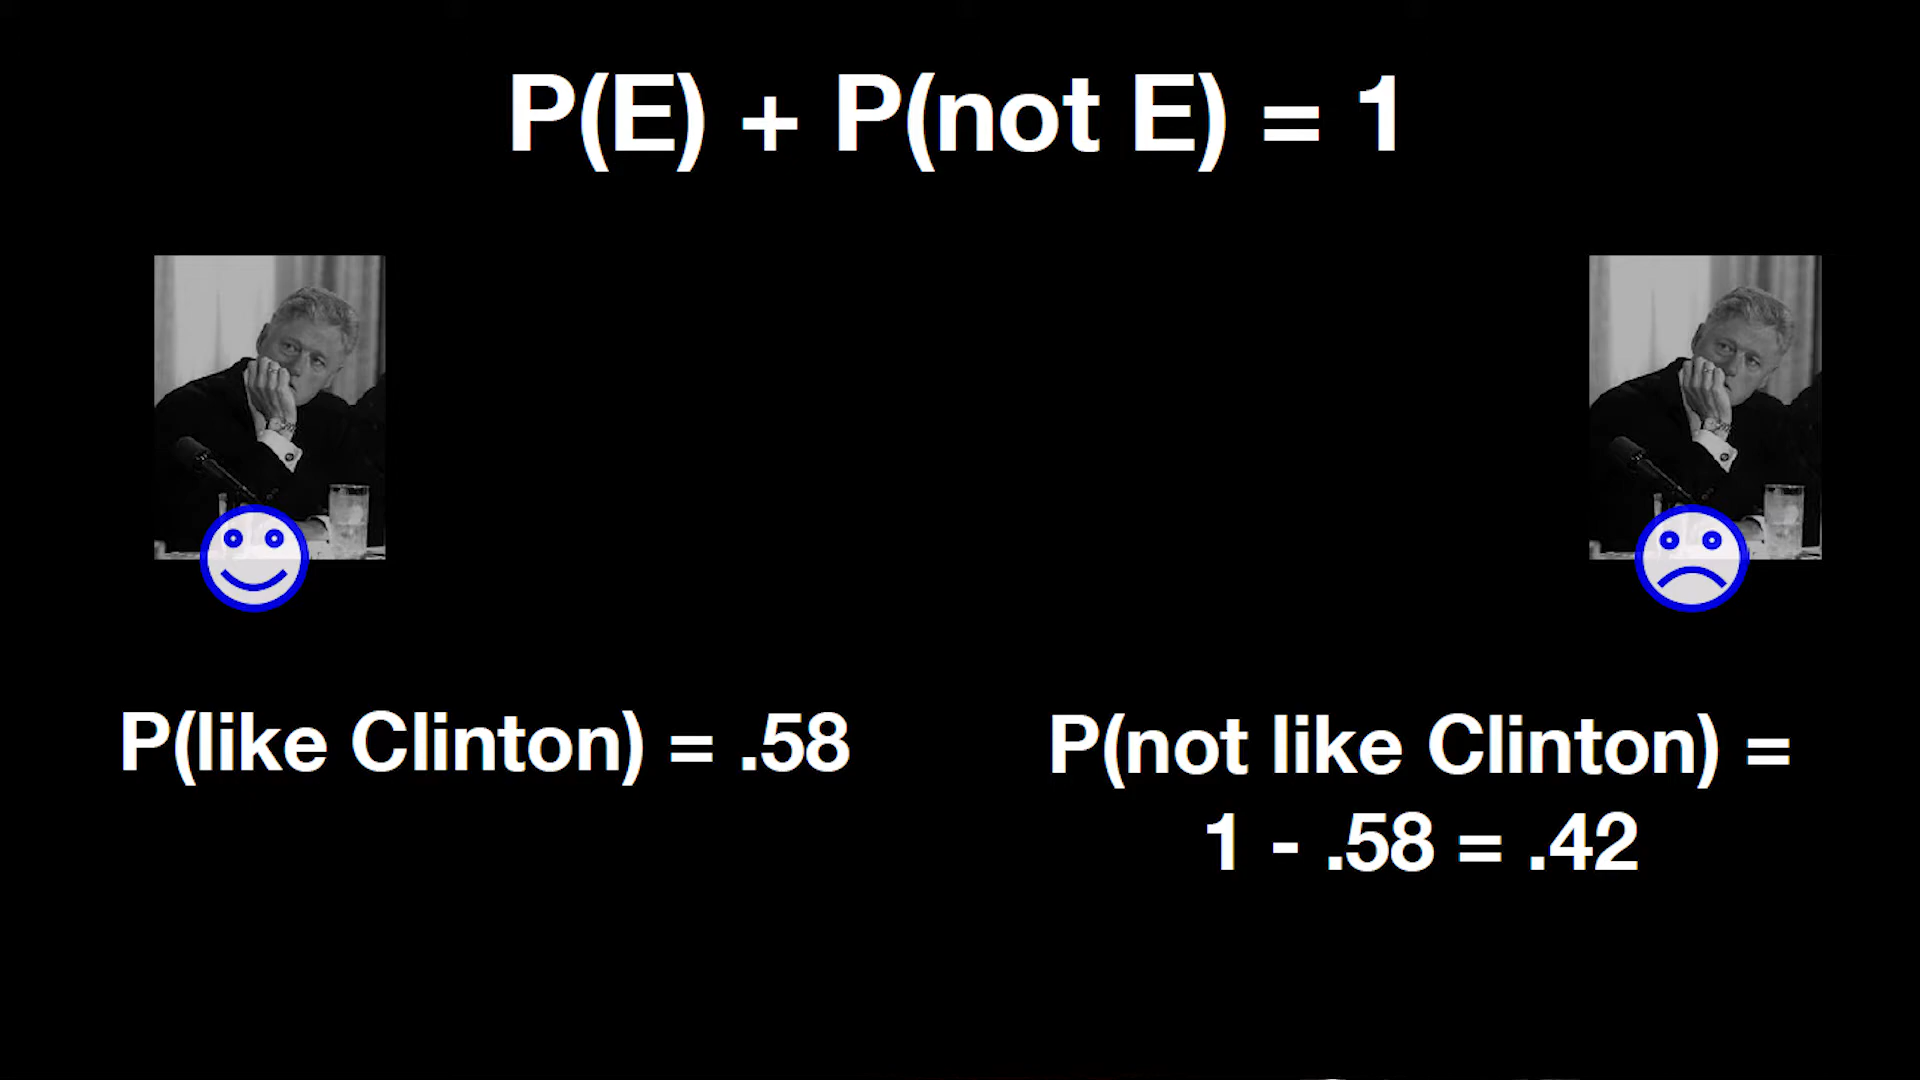 P(E) + P(not E) = 1
P(like Clinton) = .58
P(not like Clinton) =
1 - .58 = .42